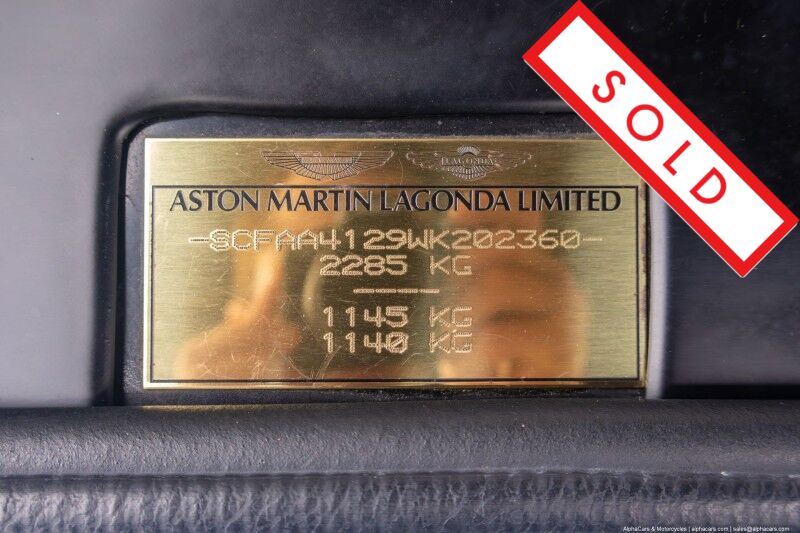 SOLD
LAGONDA
ASTON MARTIN LAGONDA LIMITED
-SCFAA4129WK202360-
2285 KG
1145 KG
1140 KG
AlphaCars & Motorcycles | alphacars.com | sales@alphacars.com